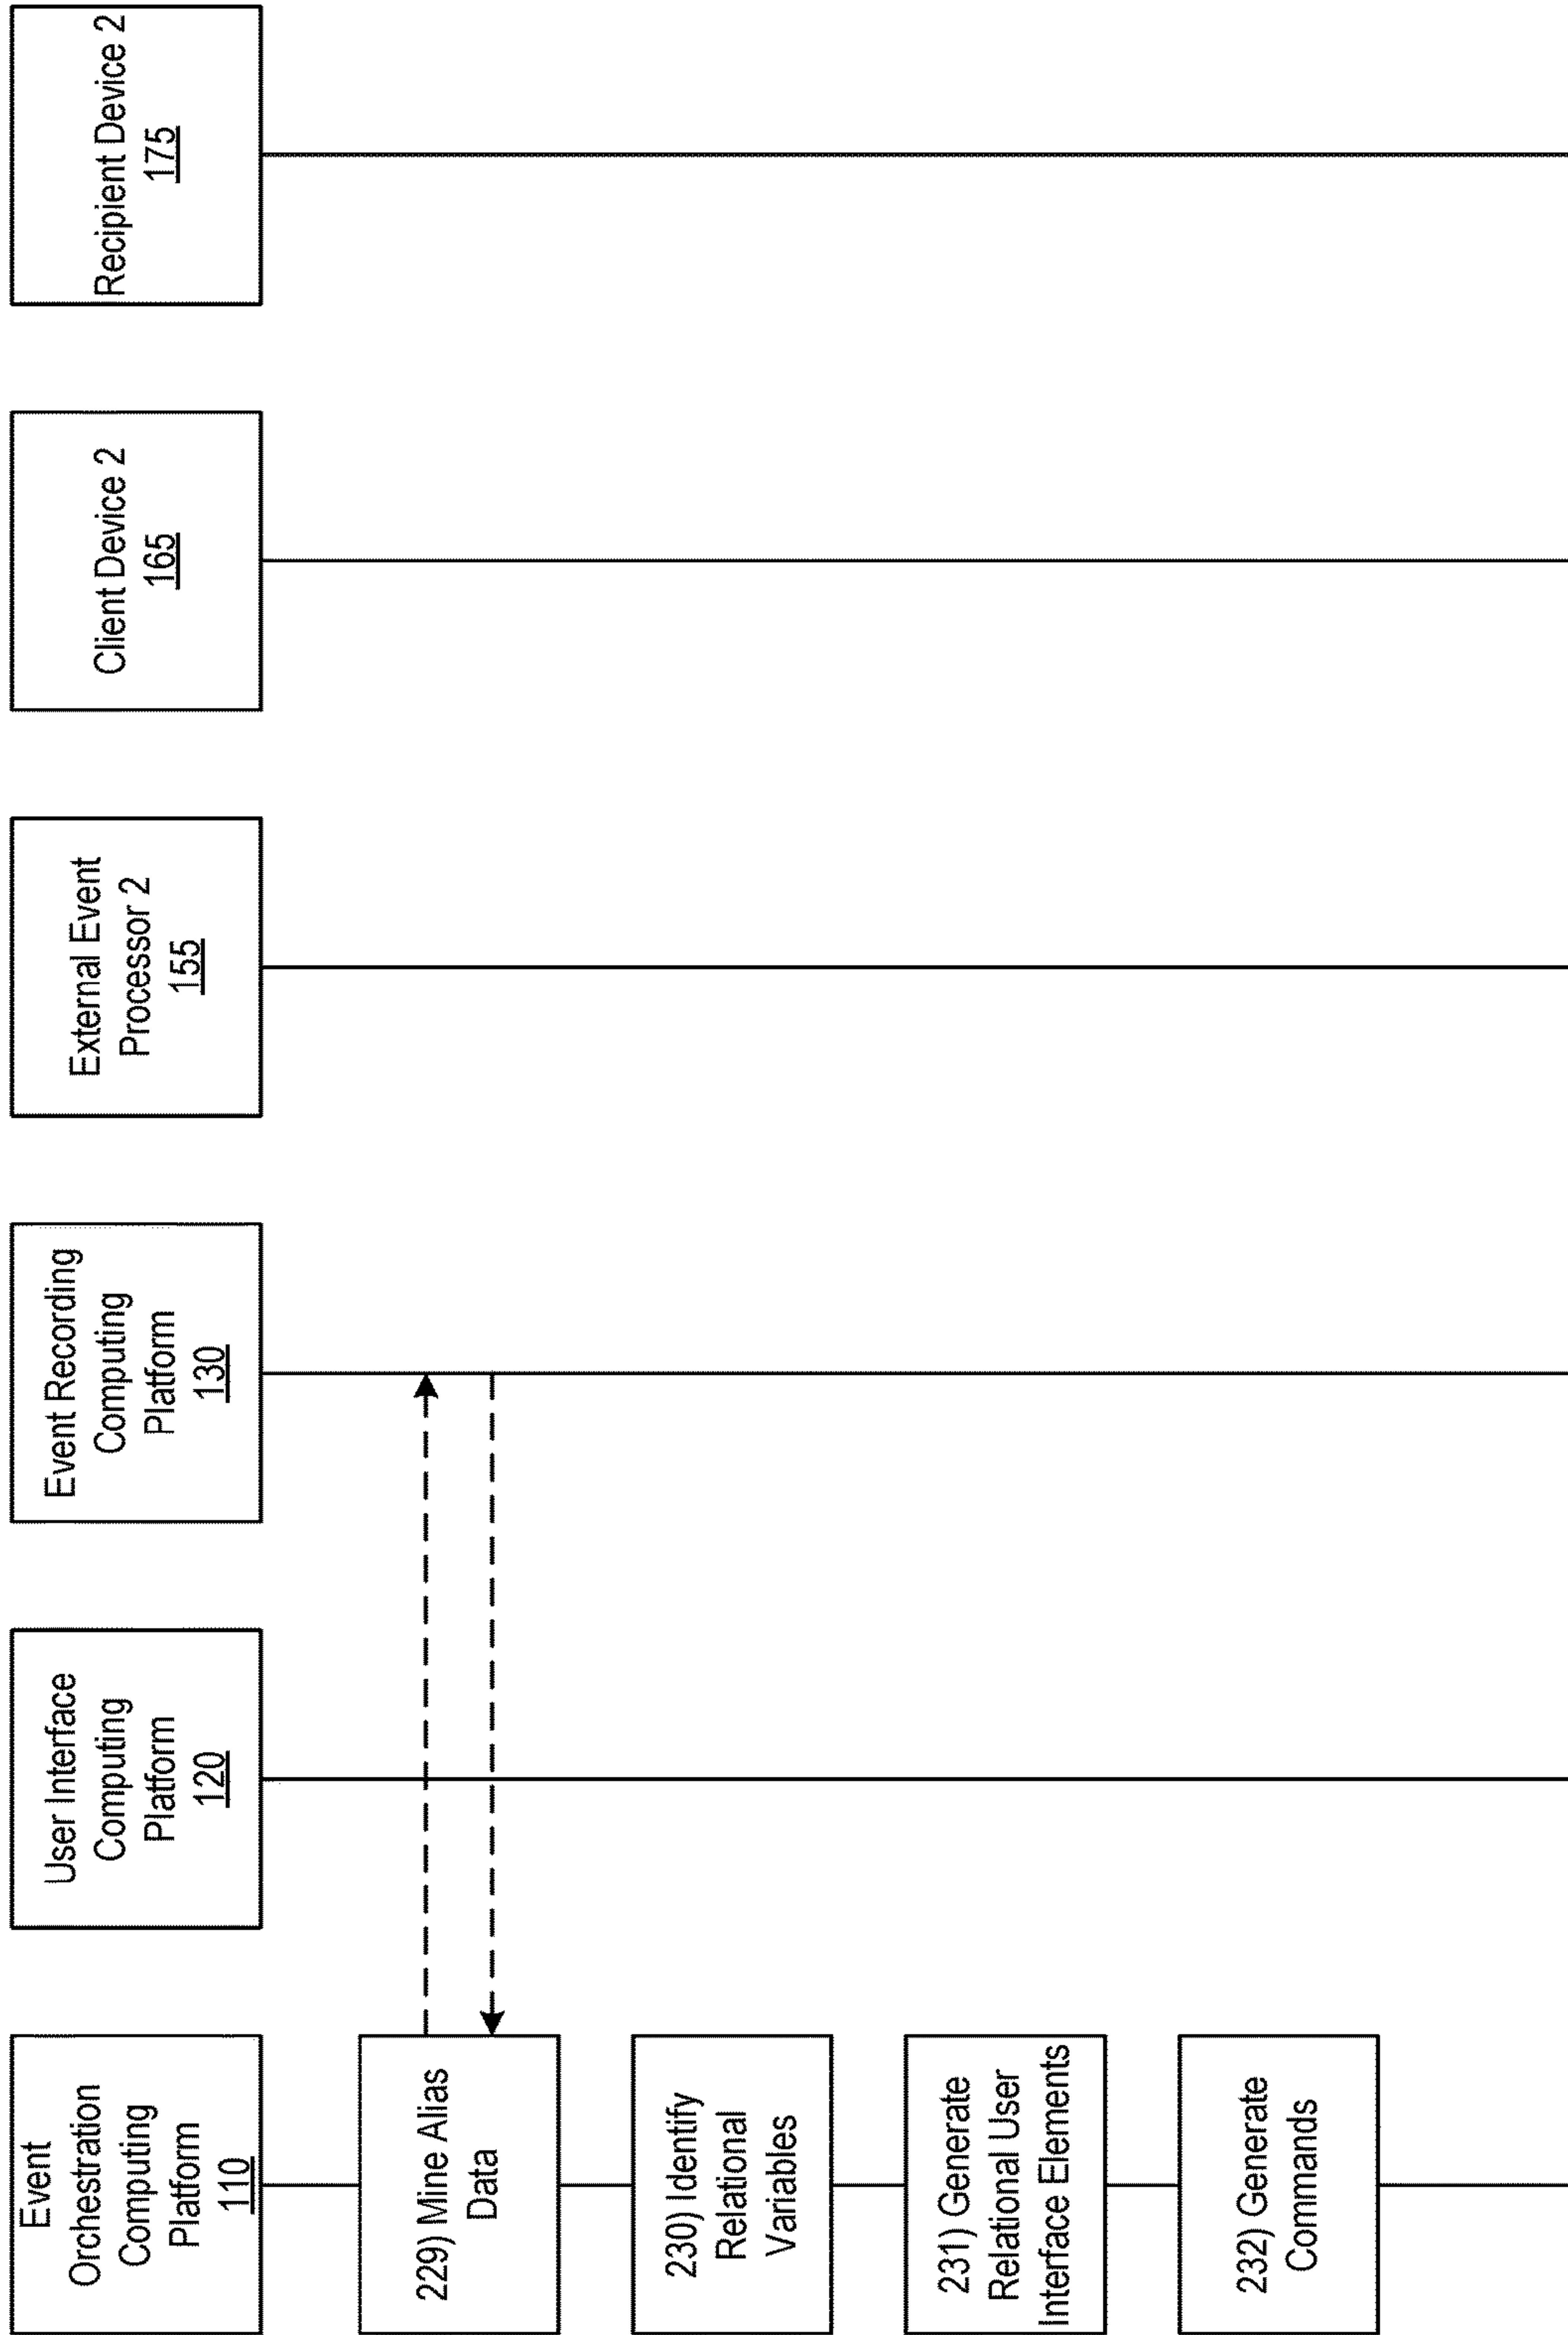 Event
Orchestration
Computing
Platform
110
User Interface
Computing
Platform
120
Event Recording
Computing
Platform
130
External Event
Processor 2
155
Client Device 2
165
Recipient Device 2
175
229) Mine Alias
Data
230) Identify
Relational
Variables
231) Generate
Relational User
Interface Elements
232) Generate
Commands